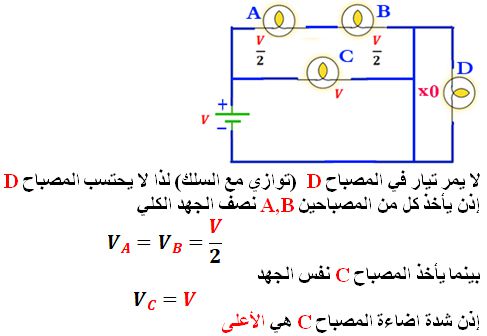 A B
V/2 V/2
C D
V x0
+
V
−
لا يمر تيار في المصباح D (توازي مع السلك) لذا لا يحتسب المصباح D
إذن يأخذ كل من المصباحين A,B نصف الجهد الكلي
V_A = V_B = V/2
بينما يأخذ المصباح C نفس الجهد
V_C = V
إذن شدة اضاءة المصباح C هي الأعلى